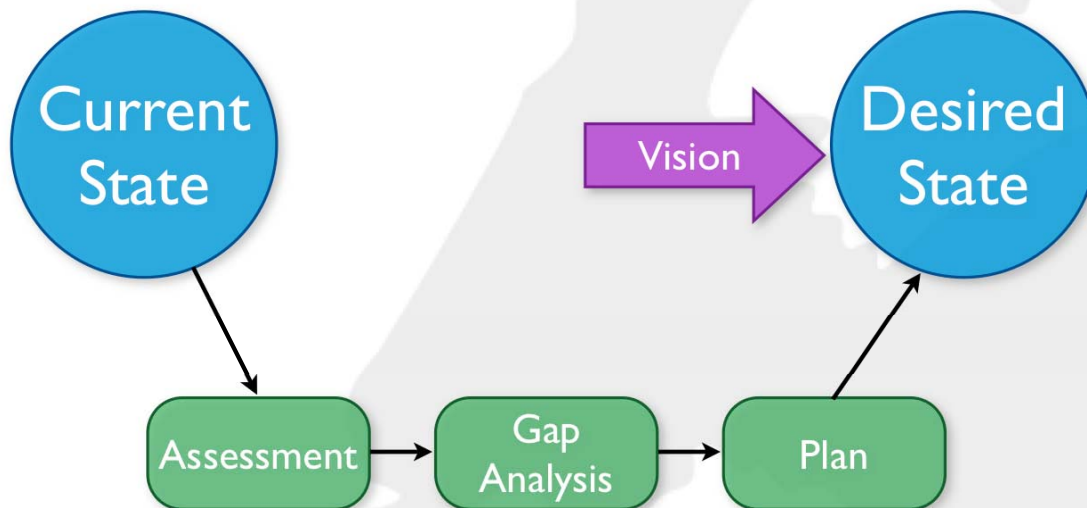 Current
State
Vision
Desired
State
Assessment
Gap
Analysis
Plan